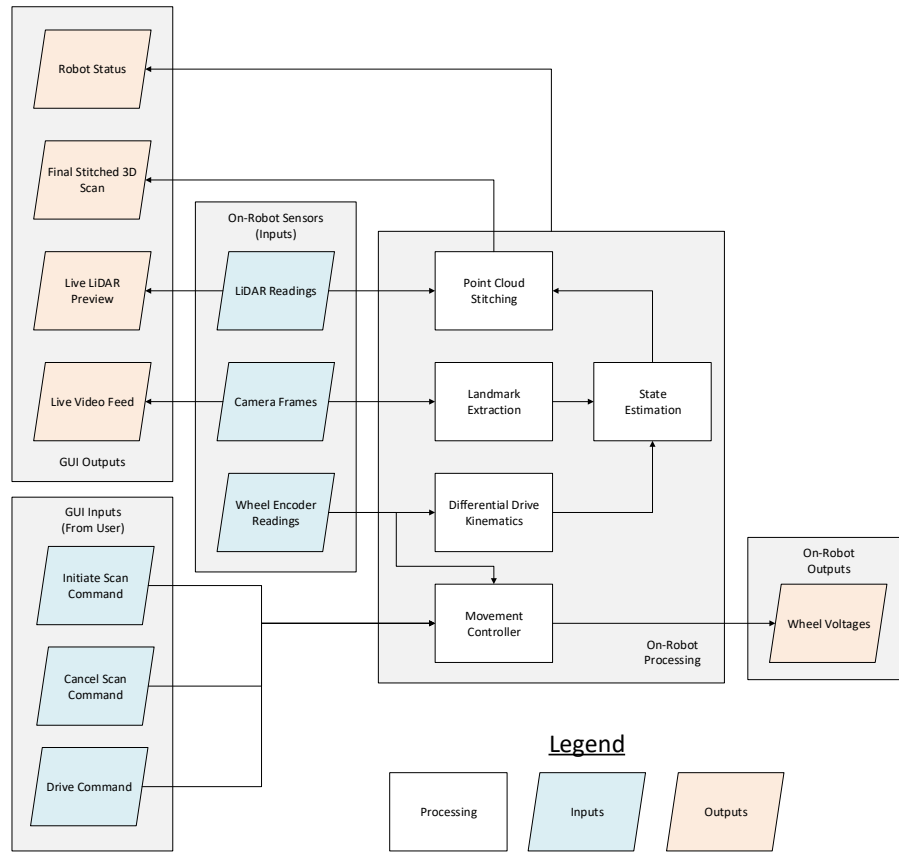 Robot Status
Final Stitched 3D
Scan
Live LiDAR
Preview
Live Video Feed
GUI Outputs
On-Robot Sensors
(Inputs)
LiDAR Readings
Camera Frames
Wheel Encoder
Readings
Point Cloud
Stitching
Landmark
Extraction
State
Estimation
Differential Drive
Kinematics
Movement
Controller
On-Robot
Processing
GUI Inputs
(From User)
Initiate Scan
Command
Cancel Scan
Command
Drive Command
On-Robot
Outputs
Wheel Voltages
Legend
Processing
Inputs
Outputs